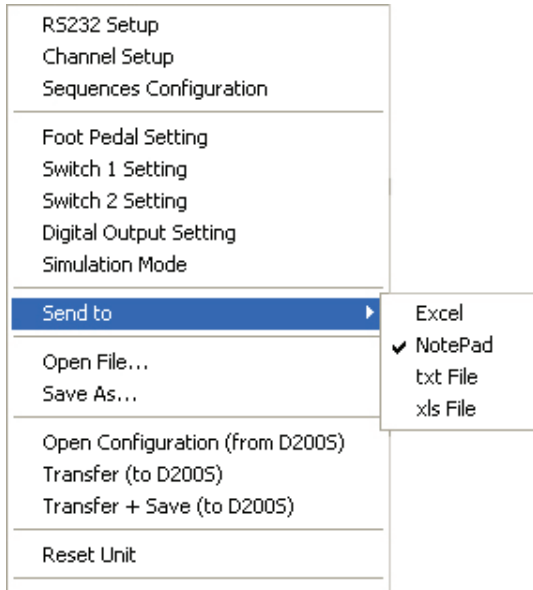 RS232 Setup
Channel Setup
Sequences Configuration
Foot Pedal Setting
Switch 1 Setting
Switch 2 Setting
Digital Output Setting
Simulation Mode
Send to
Excel
NotePad
txt File
xls File
Open File...
Save As...
Open Configuration (from D200S)
Transfer (to D200S)
Transfer + Save (to D200S)
Reset Unit